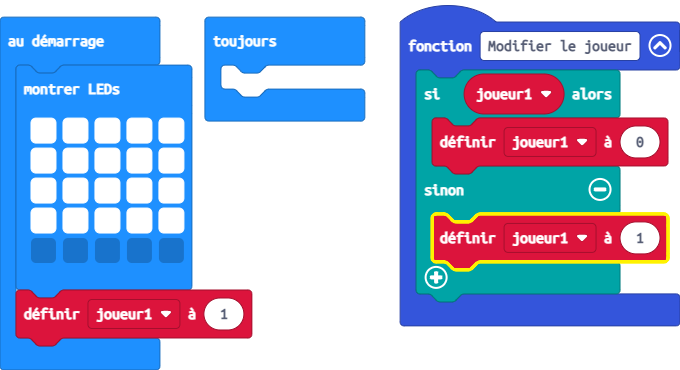 au démarrage
montrer LEDs
définir joueur1 à 1
toujours
fonction Modifier le joueur
si joueur1 alors
définir joueur1 à 0
sinon
définir joueur1 à 1